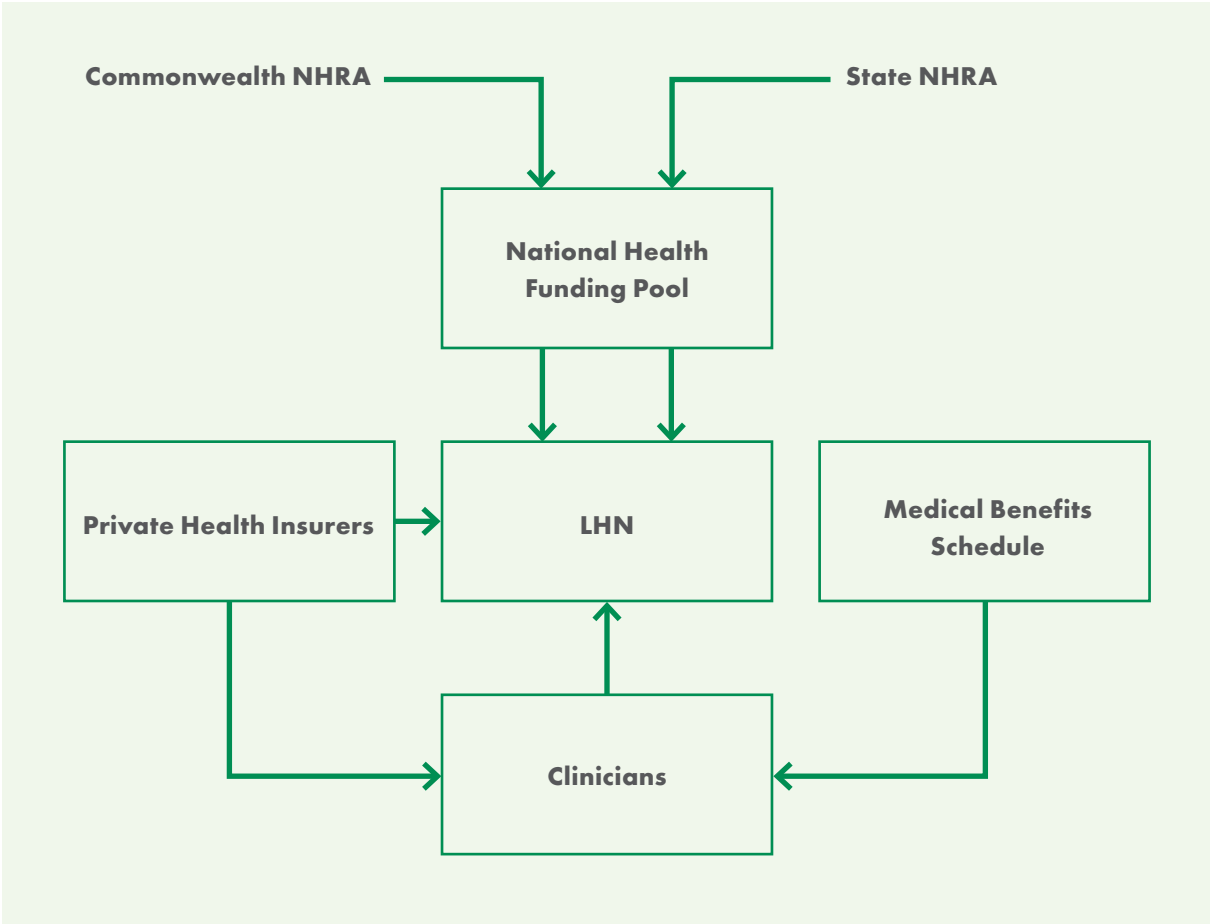 Commonwealth NHRA
State NHRA
National Health
Funding Pool
Private Health Insurers
LHN
Medical Benefits
Schedule
Clinicians